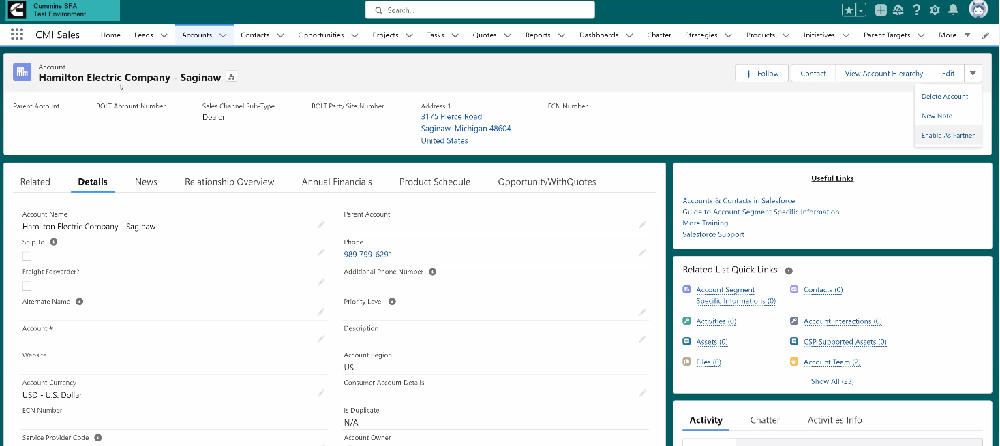 Cummins SFA
Test Environment
Search...
CMI Sales
Home
Leads
Accounts
Contacts
Opportunities
Projects
Tasks
Quotes
Reports
Dashboards
Chatter
Strategies
Products
Initiatives
Parent Targets
More
Account
Hamilton Electric Company - Saginaw
Follow
Contact
View Account Hierarchy
Edit
Delete Account
New Note
Enable As Partner
Parent Account
BOLT Account Number
Sales Channel Sub-Type
Dealer
BOLT Party Site Number
Address 1
3175 Pierce Road
Saginaw, Michigan 48604
United States
ECN Number
Related
Details
News
Relationship Overview
Annual Financials
Product Schedule
OpportunityWithQuotes
Account Name
Hamilton Electric Company - Saginaw
Parent Account
Ship To
Phone
989 799-6291
Freight Forwarder?
Additional Phone Number
Alternate Name
Priority Level
Account #
Description
Website
Account Region
US
Account Currency
USD - U.S. Dollar
Consumer Account Details
ECN Number
Is Duplicate
N/A
Service Provider Code
Account Owner
Useful Links
Accounts & Contacts in Salesforce
Guide to Account Segment Specific Information
More Training
Salesforce Support
Related List Quick Links
Account Segment
Specific Informations (0)
Contacts (0)
Activities (0)
Account Interactions (0)
Assets (0)
CSP Supported Assets (0)
Files (0)
Account Team (2)
Show All (23)
Activity
Chatter
Activities Info